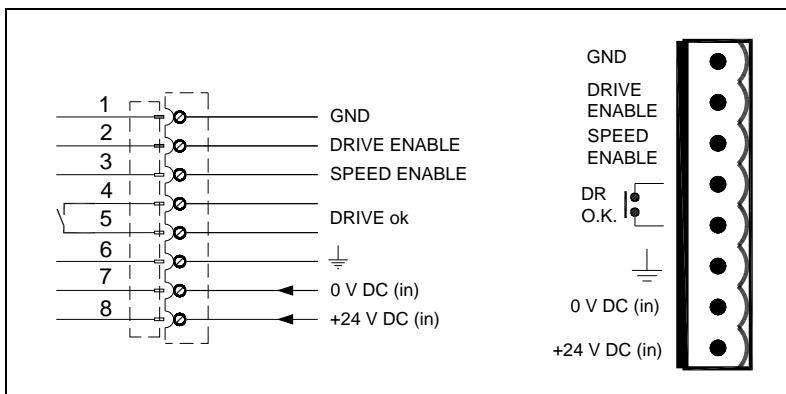 1
GND
2
DRIVE ENABLE
3
SPEED ENABLE
4
5
DRIVE ok
6
7
0 V DC (in)
8
+24 V DC (in)
GND
DRIVE
ENABLE
SPEED
ENABLE
DR
O.K.
0 V DC (in)
+24 V DC (in)